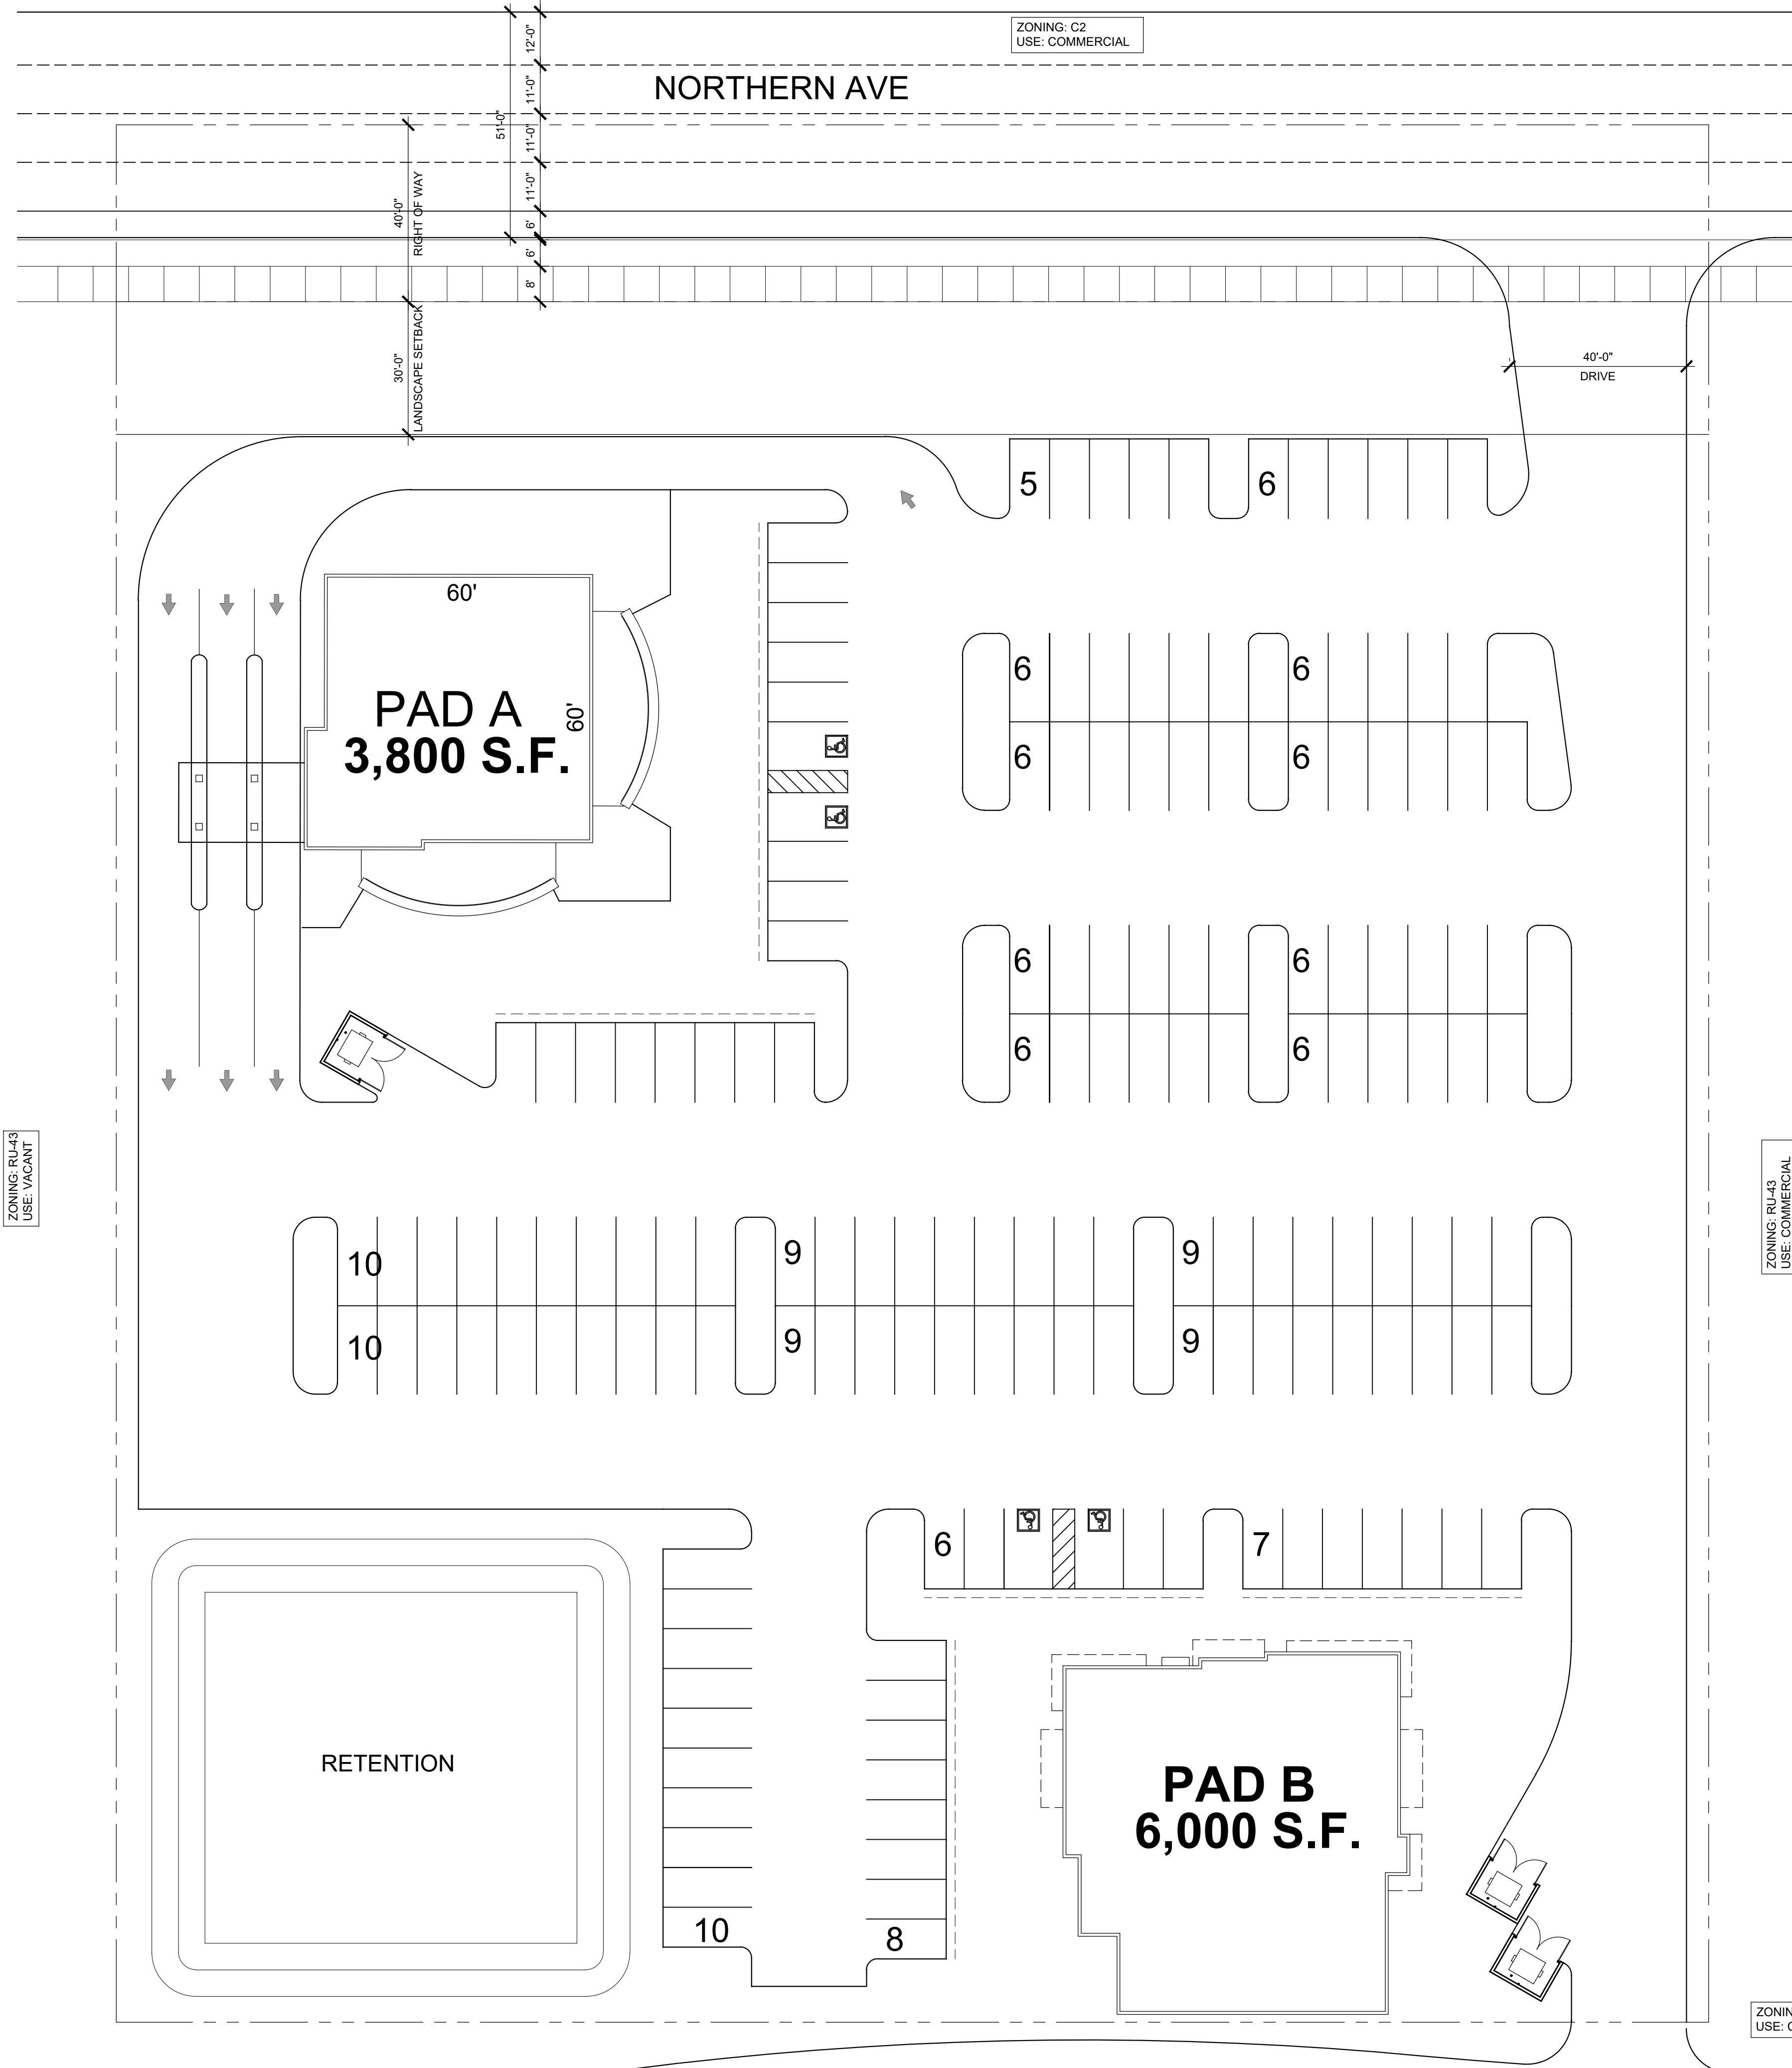 ZONING: C2
USE: COMMERCIAL
NORTHERN AVE
12'-0"
11'-0"
11'-0"
11'-0"
6'
6'
8'
51'-0"
40'-0"
RIGHT OF WAY
30'-0"
LANDSCAPE SETBACK
40'-0"
DRIVE
5
6
60'
60'
PAD A
3,800 S.F.
6
6
6
6
6
6
6
6
ZONING: RU-43
USE: VACANT
ZONING: RU-43
USE: COMMERCIAL
10
9
9
10
9
9
6
7
RETENTION
PAD B
6,000 S.F.
10
8
USE: